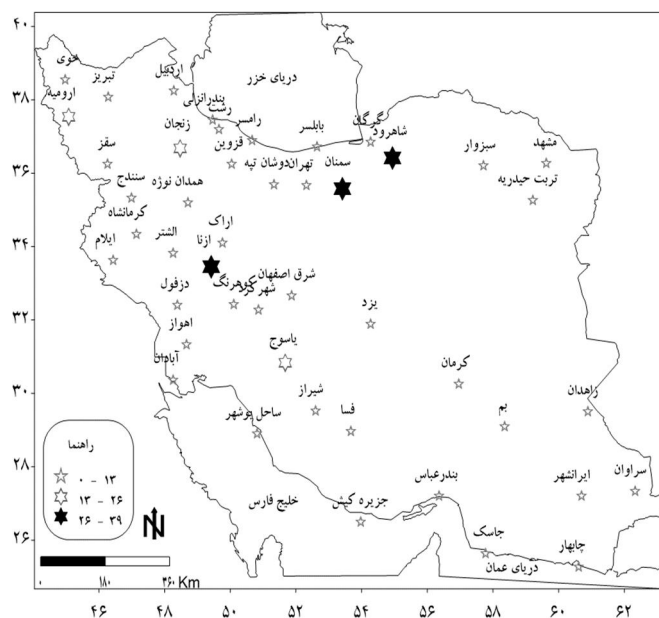 ۴۰
دریای خزر
خوی
تبریز
اردبیل
ارومیه
۳۸
بندرانزلی
رشت
رامسر
بابلسر
گرگان
شاهرود
زنجان
قزوین
سقز
دوشان تپه
تهران
سمنان
سبزوار
مشهد
۳۶
تربت حیدریه
سنندج
همدان نوژه
کرمانشاه
اراک
ازنا
الشتر
ایلام
۳۴
شرق اصفهان
کوهرنگ
شهرکرد
دزفول
یزد
۳۲
اهواز
یاسوج
آبادان
کرمان
۳۰
شیراز
فسا
بم
زاهدان
ساحل بوشهر
راهنما
۰ - ۱۳
۱۳ - ۲۶
۲۶ - ۳۹
N
۲۸
خلیج فارس
جزیره کیش
بندرعباس
ایرانشهر
سراوان
۲۶
جاسک
چابهار
دریای عمان
۰ ۱۸۰ ۳۶۰ Km
۴۶ ۴۸ ۵۰ ۵۲ ۵۴ ۵۶ ۵۸ ۶۰ ۶۲